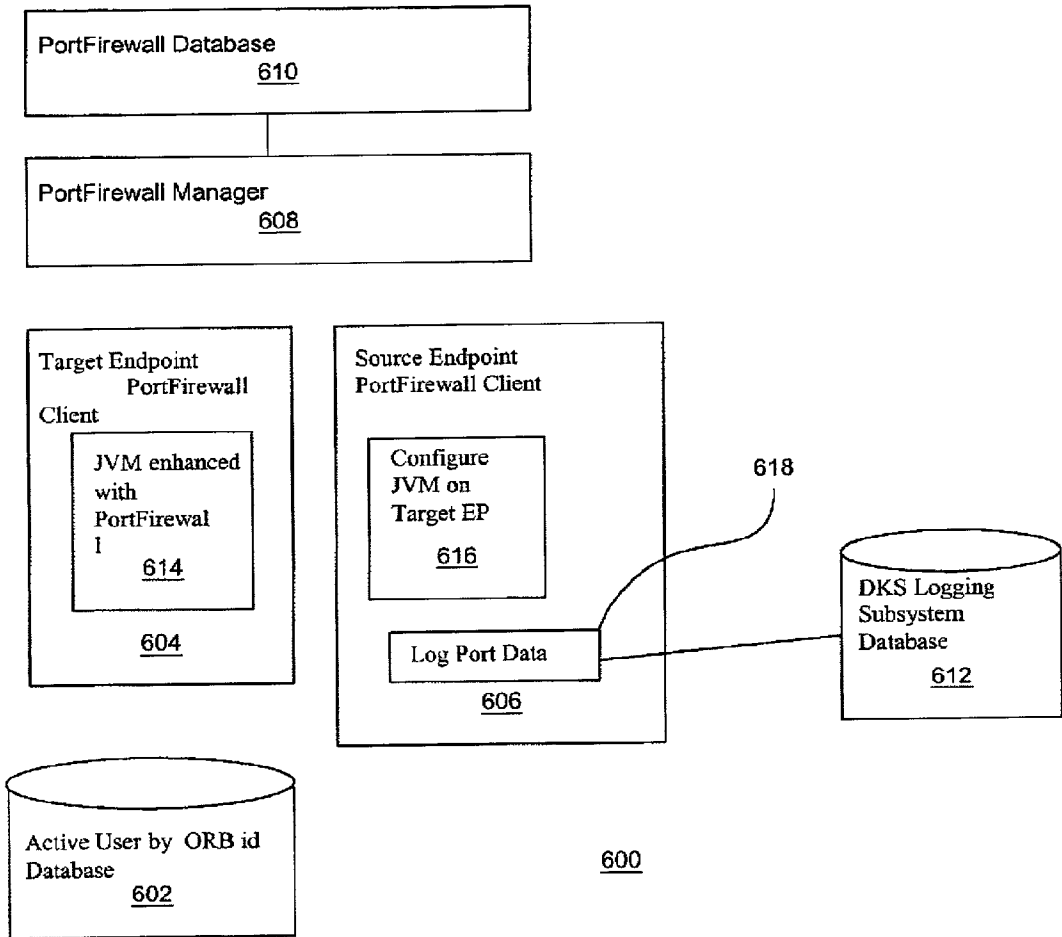 PortFirewall Database
610
PortFirewall Manager
608
Target Endpoint
PortFirewall
Client
JVM enhanced
with
PortFirewal
l
614
604
Source Endpoint
PortFirewall Client
Configure
JVM on
Target EP
616
Log Port Data
606
618
DKS Logging
Subsystem
Database
612
Active User by ORB id
Database
602
600